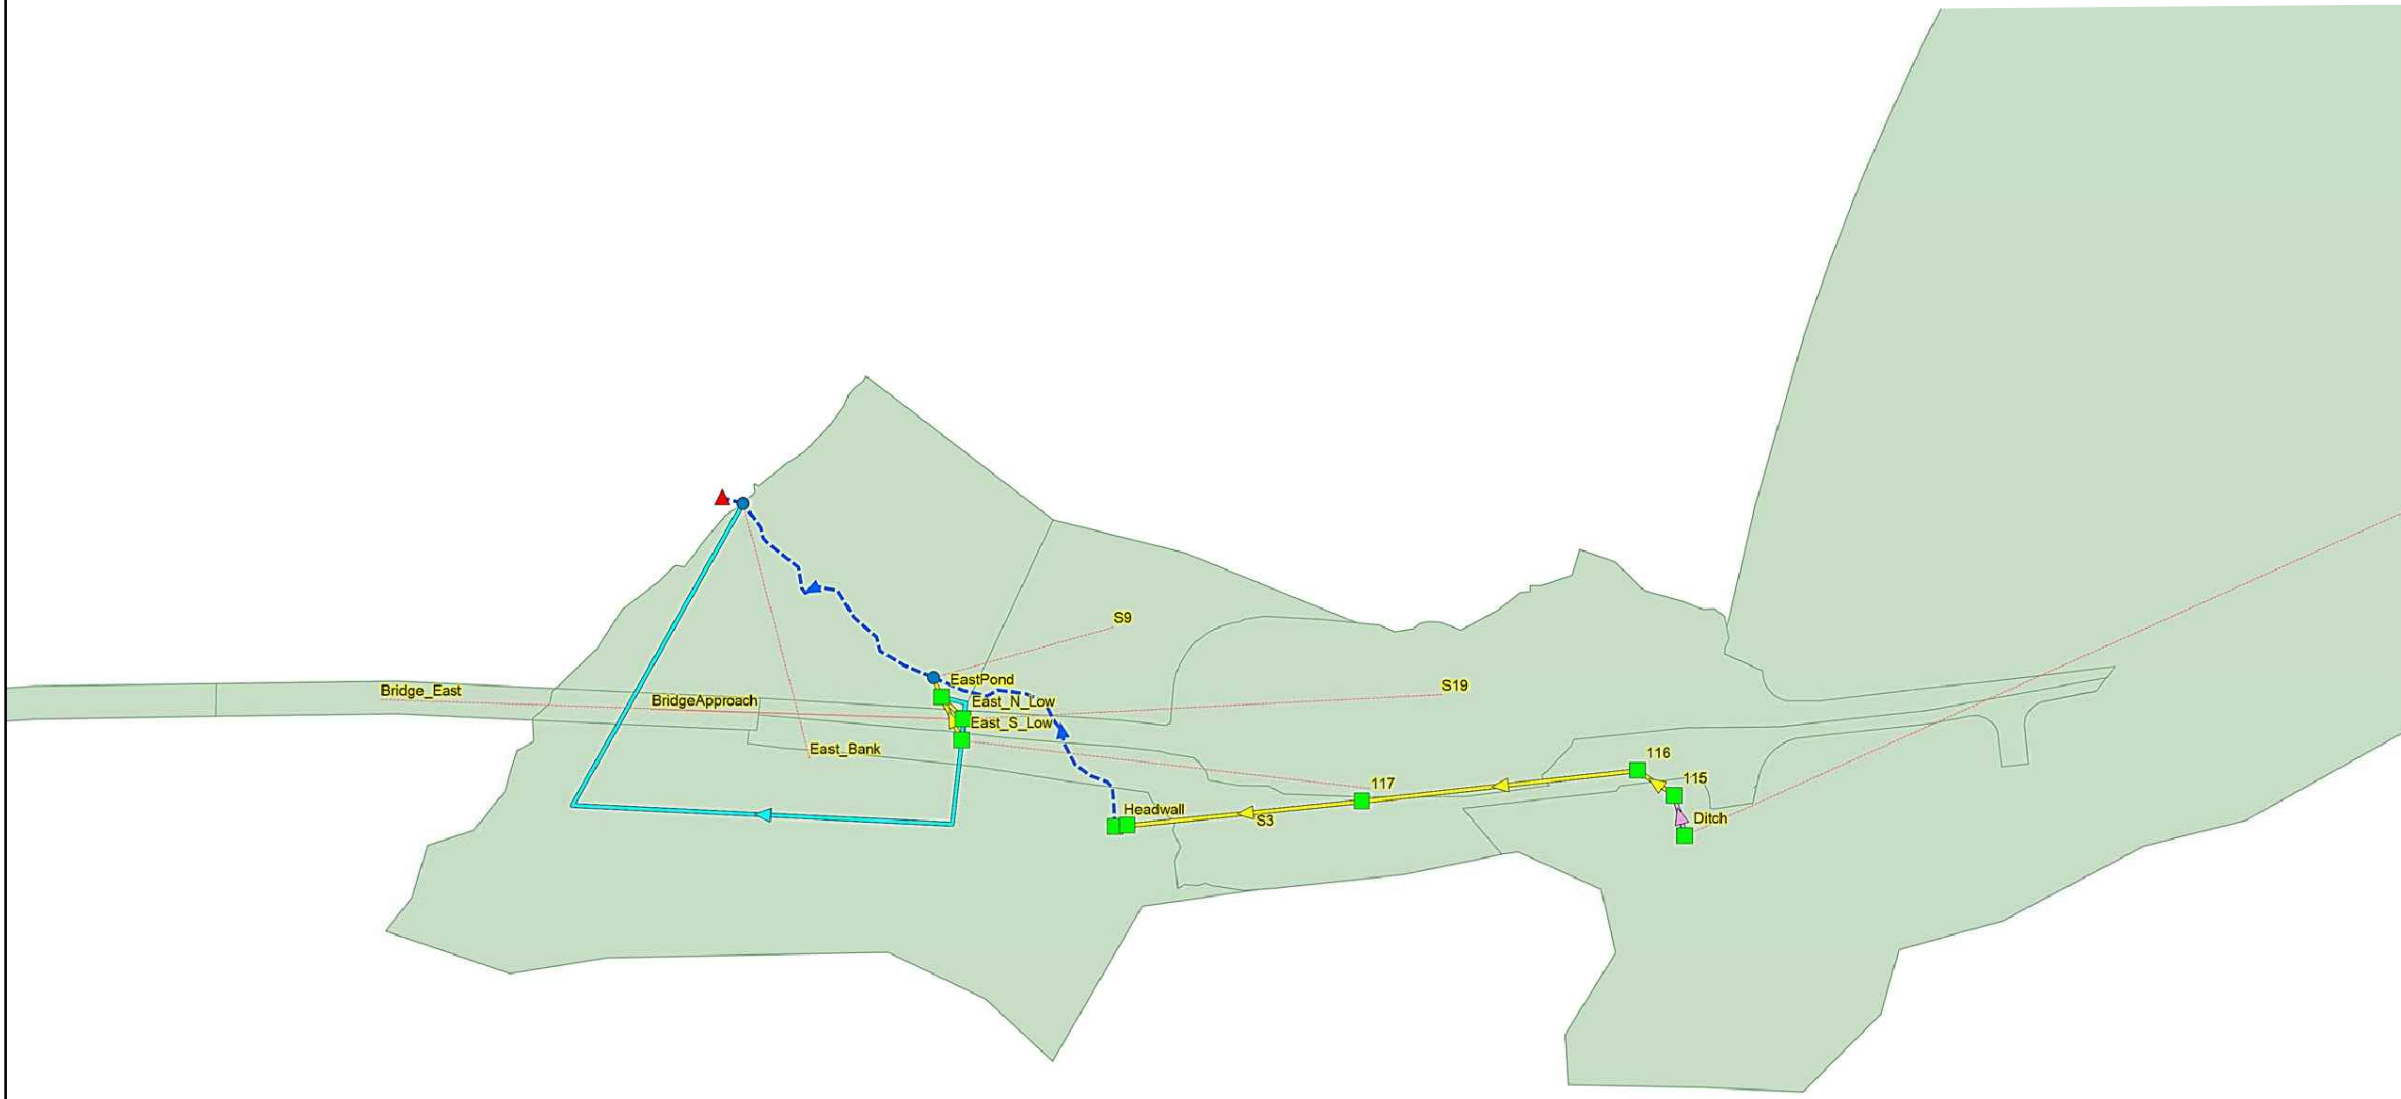 S9
EastPond
S19
Bridge_East
BridgeApproach
East_N_Low
East_S_Low
East_Bank
116
115
117
Headwall
S3
Ditch